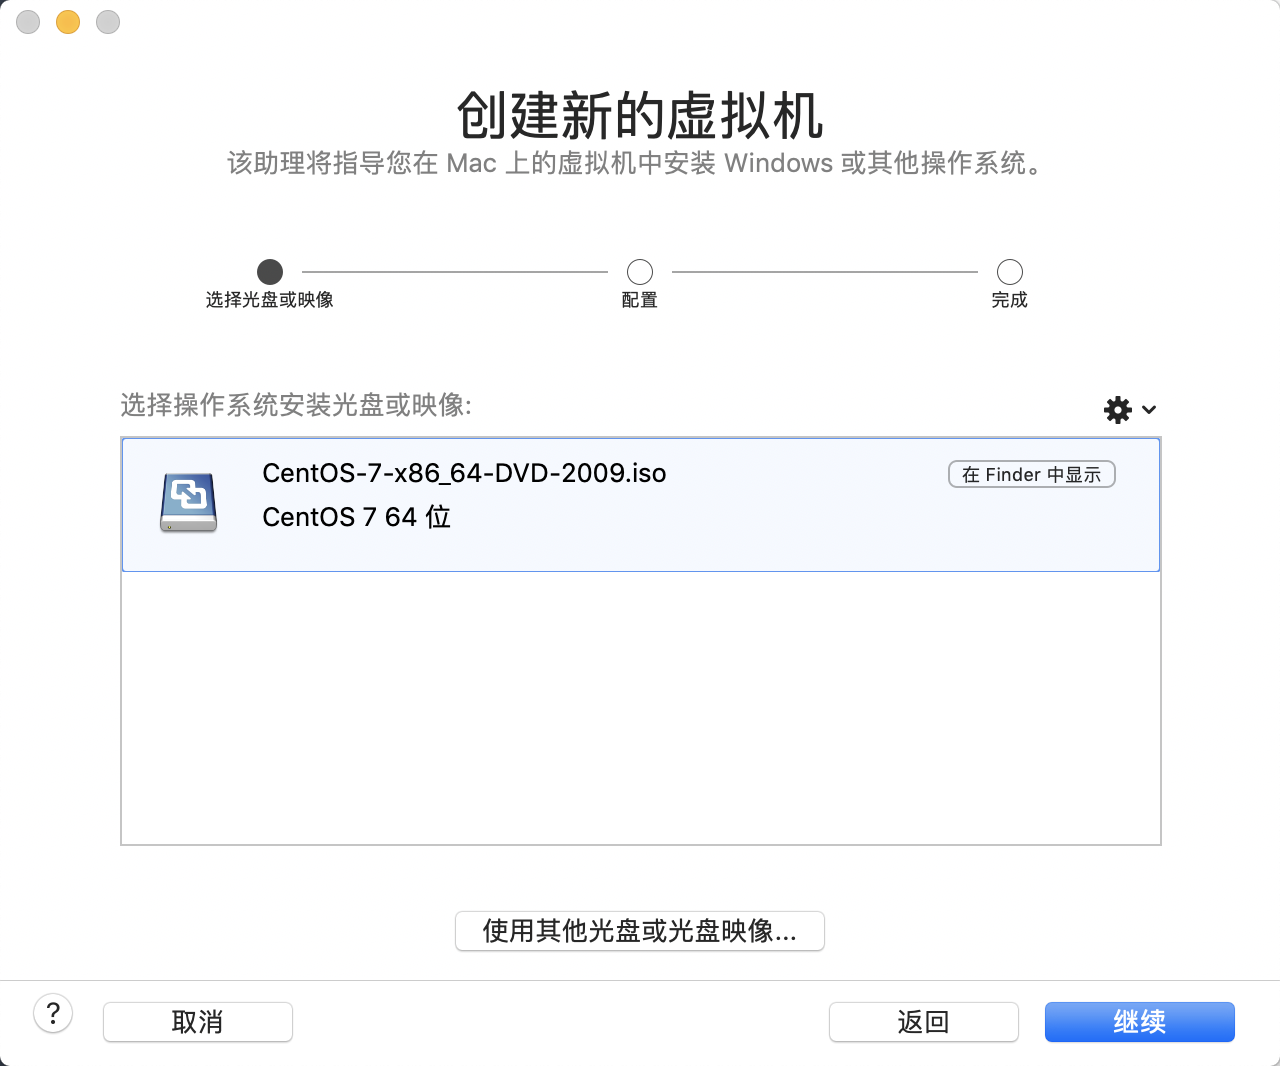 创建新的虚拟机
该助理将指导您在 Mac 上的虚拟机中安装 Windows 或其他操作系统。
选择光盘或映像
配置
完成
选择操作系统安装光盘或映像:
CentOS-7-x86_64-DVD-2009.iso
在 Finder 中显示
CentOS 7 64 位
使用其他光盘或光盘映像...
?
取消
返回
继续